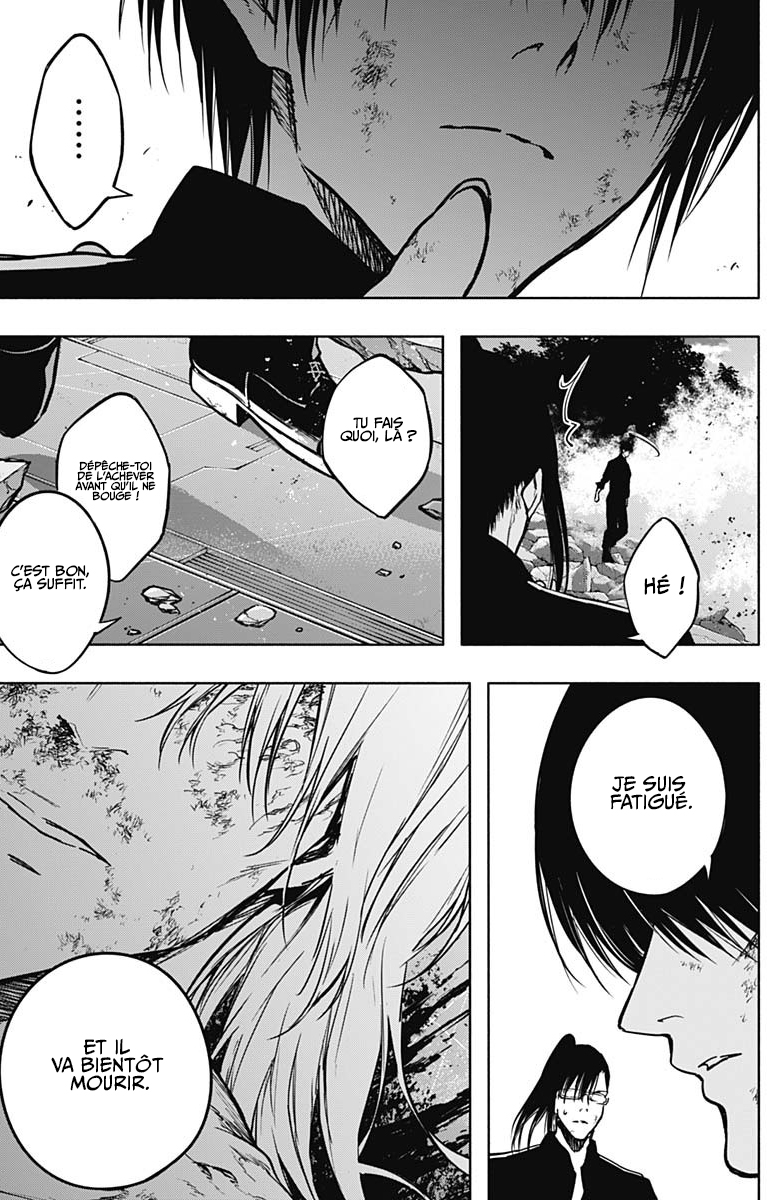 ......
HÉ !
TU FAIS
QUOI, LÀ ?
DÉPÊCHE-TOI
DE L'ACHEVER
AVANT QU'IL NE
BOUGE !
C'EST BON,
ÇA SUFFIT.
JE SUIS
FATIGUÉ.
ET IL
VA BIENTÔT
MOURIR.